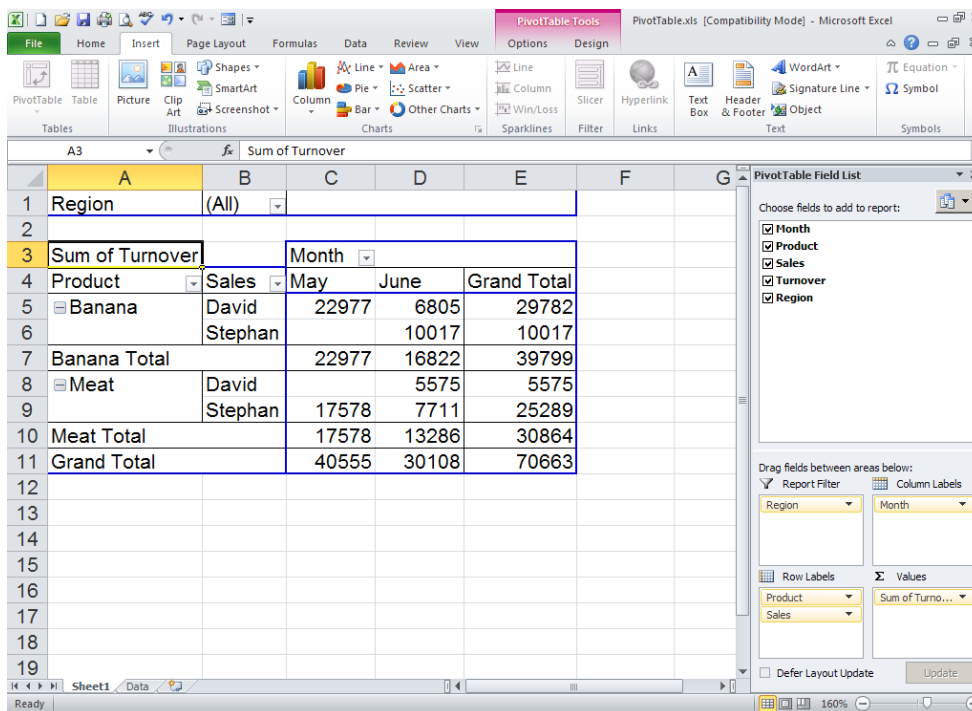 PivotTable Tools PivotTable.xls [Compatibility Mode] - Microsoft Excel
File Home Insert Page Layout Formulas Data Review View Options Design
PivotTable Table Picture Clip Art Shapes SmartArt Screenshot Column Line Pie Bar Area Scatter Other Charts Line Column Win/Loss Slicer Hyperlink Text Box Header & Footer WordArt Signature Line Object Equation Symbol
Tables Illustrations Charts Sparklines Filter Links Text Symbols
A3 fx Sum of Turnover
A B C D E F G
1 Region (All)
2
3 Sum of Turnover Month
4 Product Sales May June Grand Total
5 Banana David 22977 6805 29782
6 Stephan 10017 10017
7 Banana Total 22977 16822 39799
8 Meat David 5575 5575
9 Stephan 17578 7711 25289
10 Meat Total 17578 13286 30864
11 Grand Total 40555 30108 70663
12
13
14
15
16
17
18
19
PivotTable Field List
Choose fields to add to report:
Month
Product
Sales
Turnover
Region
Drag fields between areas below:
Report Filter Column Labels
Region Month
Row Labels Σ Values
Product Sum of Turno...
Sales
Defer Layout Update Update
Sheet1 Data
Ready 160%